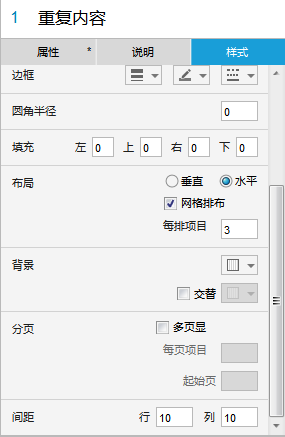 1 重复内容
属性 * 说明 样式
边框
圆角半径 0
填充 左 0 上 0 右 0 下 0
布局 垂直 水平
网格排布
每排项目 3
背景
交替
分页 多页显
每页项目
起始页
间距 行 10 列 10